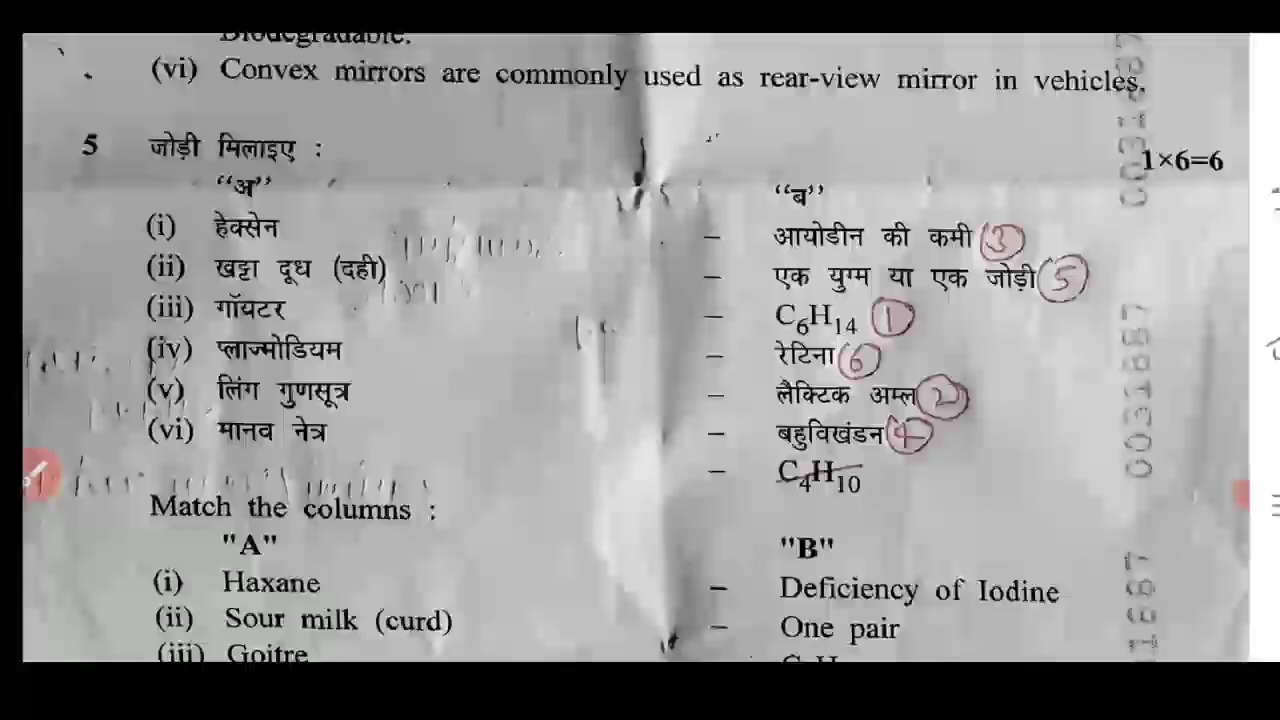 Biodegradable.
(vi) Convex mirrors are commonly used as rear-view mirror in vehicles.
5 जोड़ी मिलाइए : 1×6=6
“अ” “ब”
(i) हेक्सेन – आयोडीन की कमी 3
(ii) खट्टा दूध (दही) – एक युग्म या एक जोड़ी 5
(iii) गॉयटर – C6H14 1
(iv) प्लाज्मोडियम – रेटिना 6
(v) लिंग गुणसूत्र – लैक्टिक अम्ल 2
(vi) मानव नेत्र – बहुविखंडन 4
– C4H10
Match the columns :
"A" "B"
(i) Haxane – Deficiency of Iodine
(ii) Sour milk (curd) – One pair
(iii) Goitre
0031887